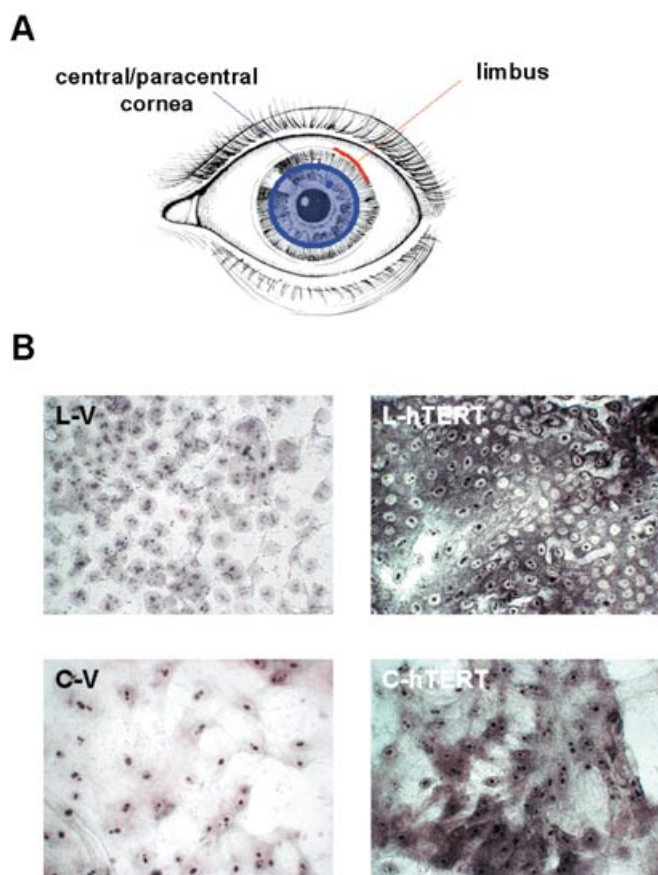 A
central/paracentral
cornea
limbus
B
L-V
L-hTERT
C-V
C-hTERT